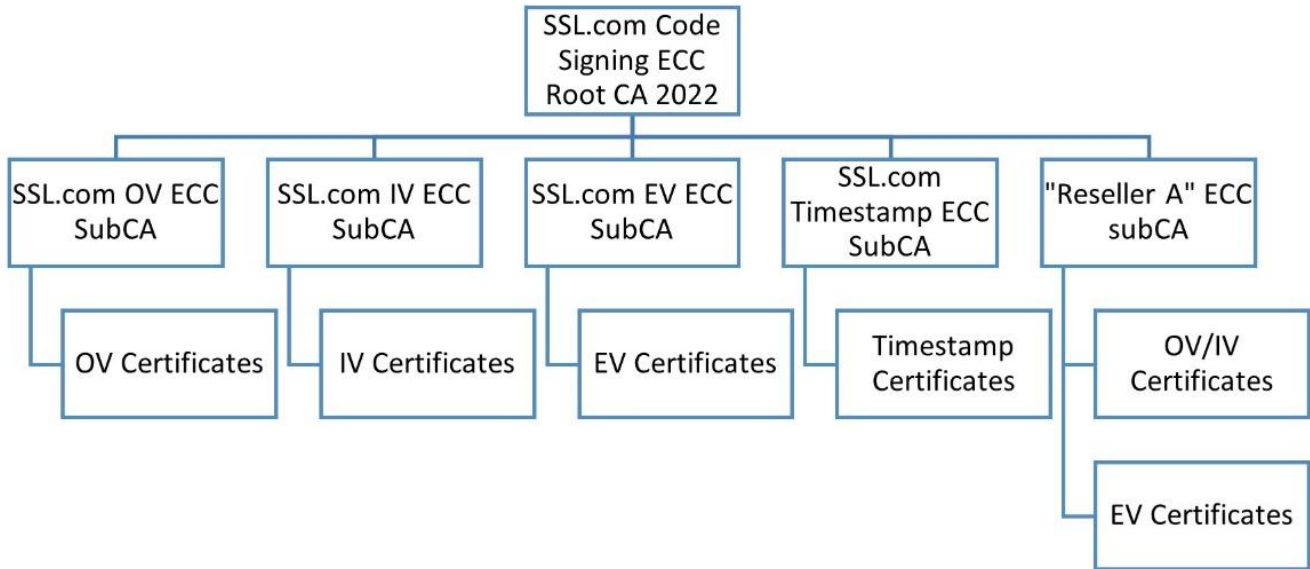 SSL.com Code
Signing ECC
Root CA 2022
SSL.com OV ECC
SubCA
SSL.com IV ECC
SubCA
SSL.com EV ECC
SubCA
SSL.com
Timestamp ECC
SubCA
"Reseller A" ECC
subCA
OV Certificates
IV Certificates
EV Certificates
Timestamp
Certificates
OV/IV
Certificates
EV Certificates